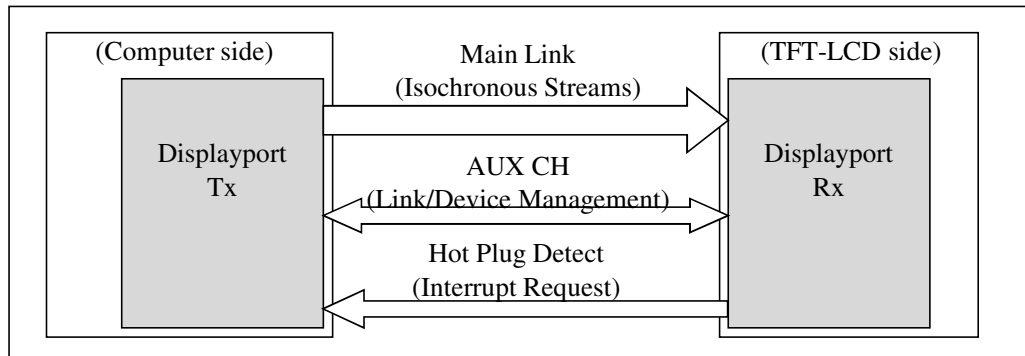 (Computer side)
Main Link
(Isochronous Streams)
(TFT-LCD side)
Displayport
Tx
AUX CH
(Link/Device Management)
Displayport
Rx
Hot Plug Detect
(Interrupt Request)